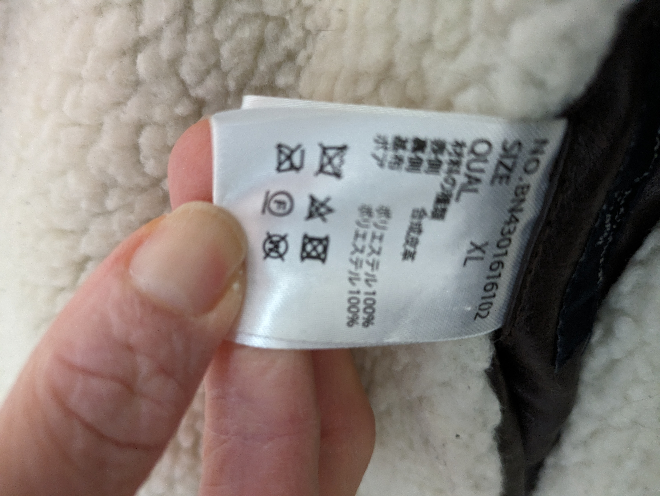 NO.:BN4301616102
SIZE XL
QUAL
材料の種類
表側 合成皮革
裏側
基布 ポリエステル100%
ボア ポリエステル100%